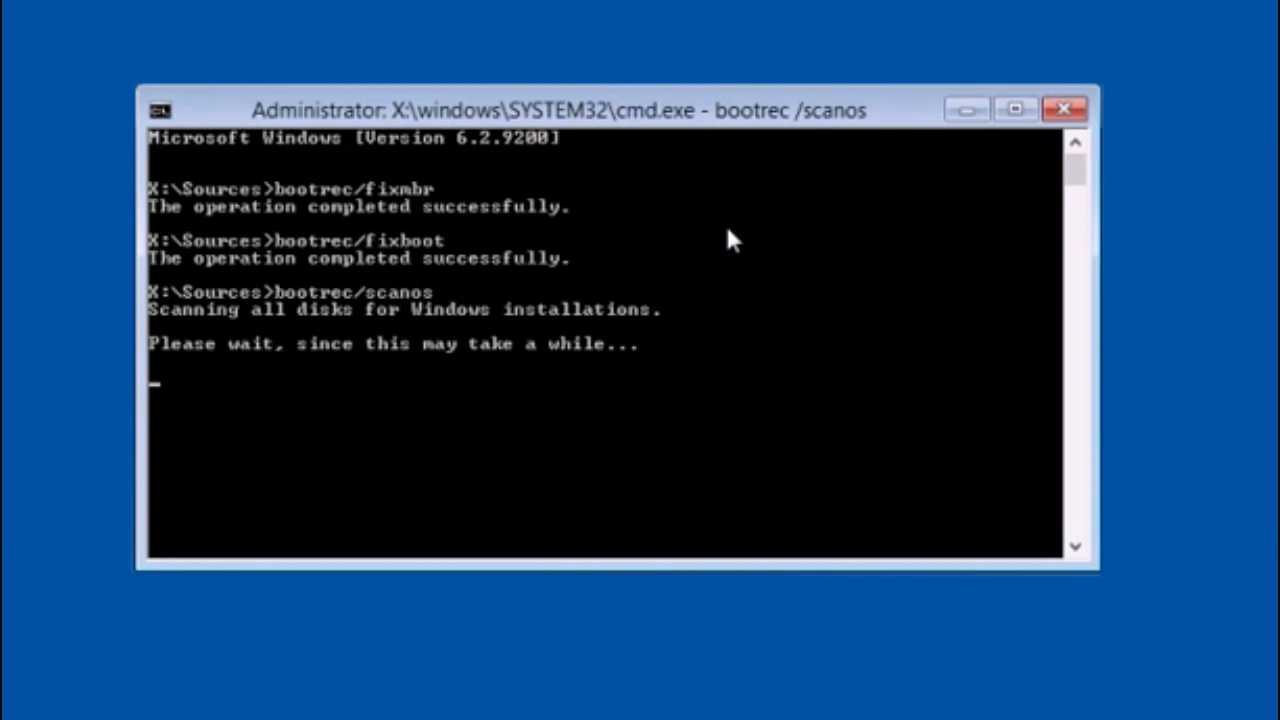 Administrator: X:\windows\SYSTEM32\cmd.exe - bootrec /scanos
Microsoft Windows [Version 6.2.9200]
X:\Sources>bootrec/fixmbr
The operation completed successfully.
X:\Sources>bootrec/fixboot
The operation completed successfully.
X:\Sources>bootrec/scanos
Scanning all disks for Windows installations.
Please wait, since this may take a while...